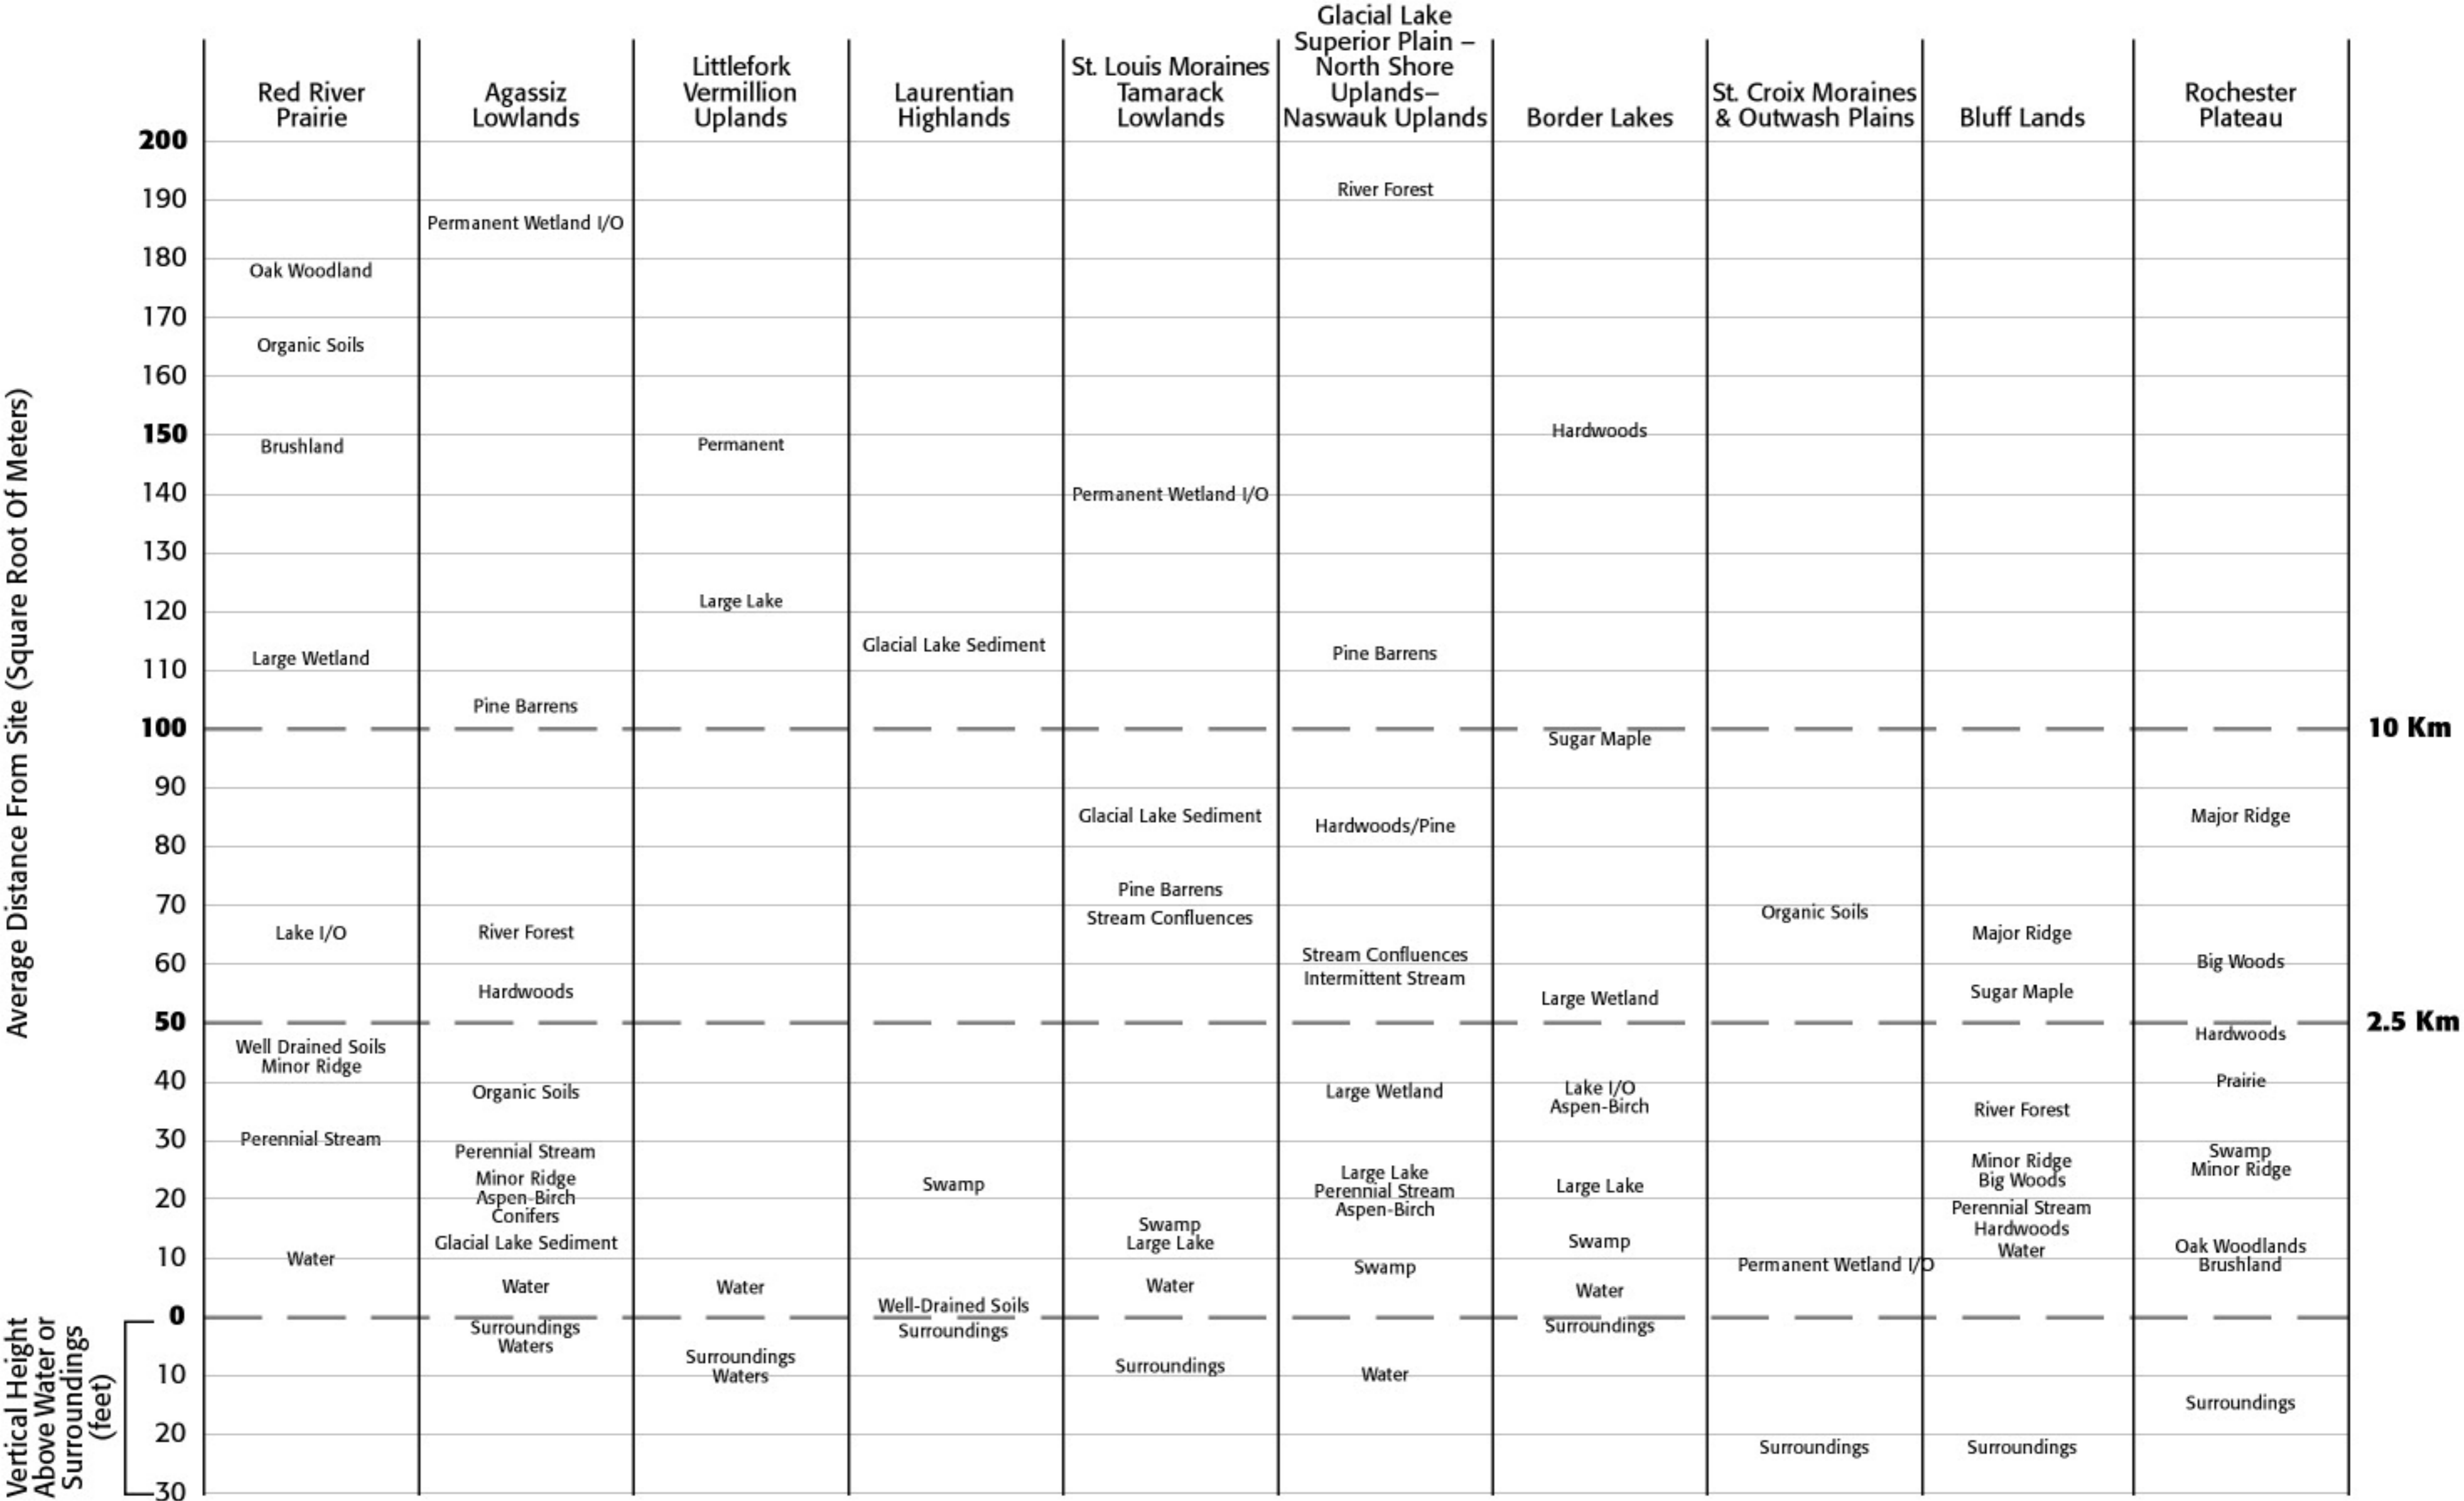 Glacial Lake
Superior Plain –
North Shore
Uplands–
Naswauk Uplands
Red River
Prairie
Agassiz
Lowlands
Littlefork
Vermillion
Uplands
Laurentian
Highlands
St. Louis Moraines
Tamarack
Lowlands
Border Lakes
St. Croix Moraines
& Outwash Plains
Bluff Lands
Rochester
Plateau
Average Distance From Site (Square Root Of Meters)
200
190
180
170
160
150
140
130
120
110
100
90
80
70
60
50
40
30
20
10
0
10
20
30
Vertical Height
Above Water or
Surroundings
(feet)
Oak Woodland
Organic Soils
Brushland
Large Wetland
Lake I/O
Well Drained Soils
Minor Ridge
Perennial Stream
Water
Permanent Wetland I/O
Pine Barrens
River Forest
Hardwoods
Organic Soils
Perennial Stream
Minor Ridge
Aspen-Birch
Conifers
Glacial Lake Sediment
Water
Surroundings
Waters
Permanent
Large Lake
Water
Surroundings
Waters
Glacial Lake Sediment
Swamp
Well-Drained Soils
Surroundings
Permanent Wetland I/O
Glacial Lake Sediment
Pine Barrens
Stream Confluences
Swamp
Large Lake
Water
Surroundings
River Forest
Pine Barrens
Hardwoods/Pine
Stream Confluences
Intermittent Stream
Large Wetland
Large Lake
Perennial Stream
Aspen-Birch
Swamp
Water
Hardwoods
Sugar Maple
Large Wetland
Lake I/O
Aspen-Birch
Large Lake
Swamp
Water
Surroundings
Organic Soils
Permanent Wetland I/O
Surroundings
Major Ridge
Sugar Maple
River Forest
Minor Ridge
Big Woods
Perennial Stream
Hardwoods
Water
Surroundings
Major Ridge
Big Woods
Hardwoods
Prairie
Swamp
Minor Ridge
Oak Woodlands
Brushland
Surroundings
10 Km
2.5 Km